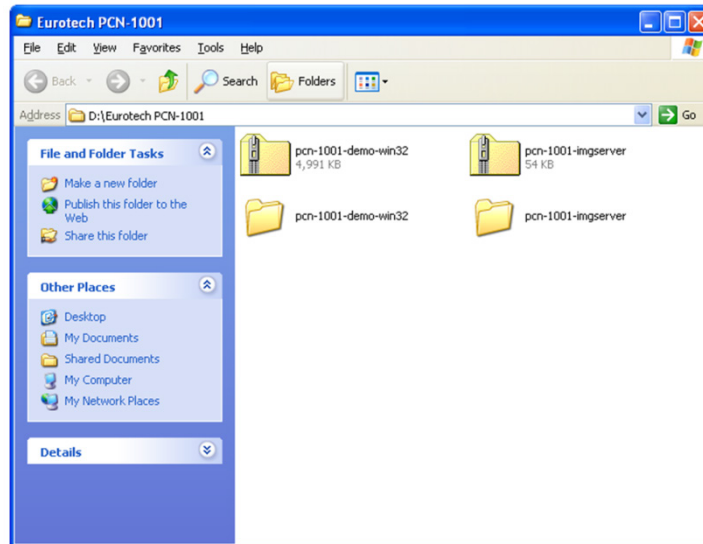 Eurotech PCN-1001
File Edit View Favorites Tools Help
Back Search Folders
Address D:\Eurotech PCN-1001 Go
File and Folder Tasks
Make a new folder
Publish this folder to the
Web
Share this folder
Other Places
Desktop
My Documents
Shared Documents
My Computer
My Network Places
Details
pcn-1001-demo-win32
4,991 KB
pcn-1001-imgserver
54 KB
pcn-1001-demo-win32
pcn-1001-imgserver